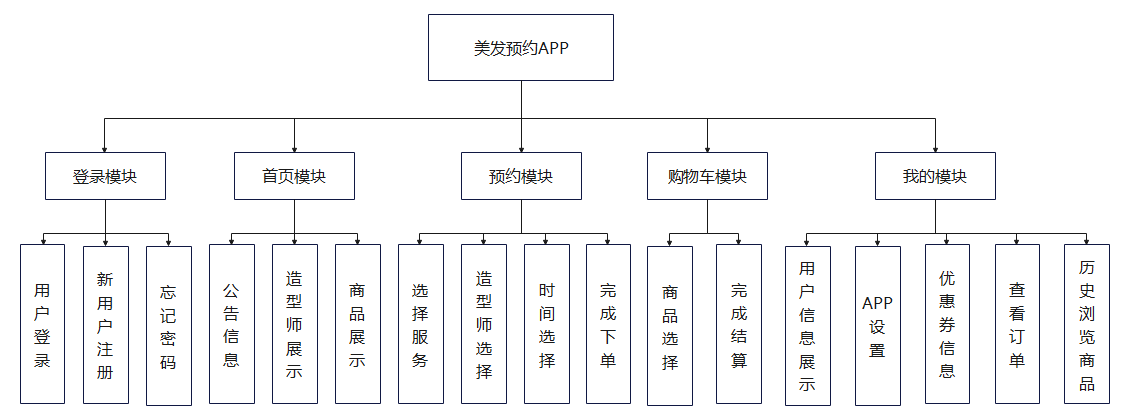 美发预约APP
登录模块
首页模块
预约模块
购物车模块
我的模块
用户登录
新用户注册
忘记密码
公告信息
造型师展示
商品展示
选择服务
造型师选择
时间选择
完成下单
商品选择
完成结算
用户信息展示
APP设置
优惠券信息
查看订单
历史浏览商品